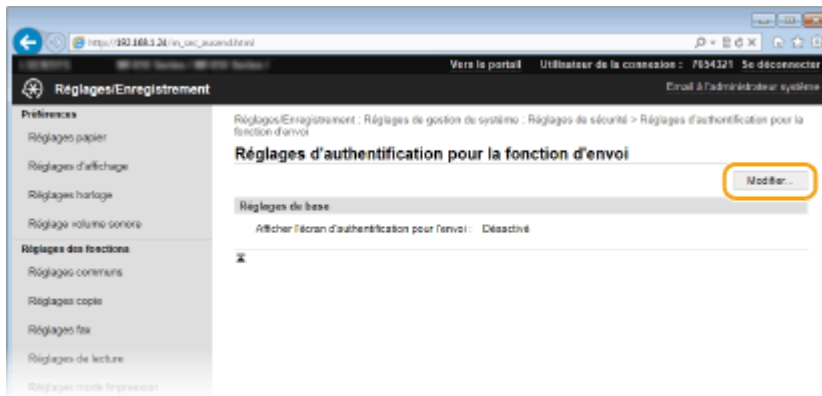 http://192.168.1.24/m_sec_aucend.html
Vers le portail Utilisateur de la connexion : 7654321 Se déconnecter
Réglages/Enregistrement
Email à l'administrateur système
Préférences
Réglages papier
Réglages d'affichage
Réglages horloge
Réglage volume sonore
Réglages des fonctions
Réglages communs
Réglages copie
Réglages fax
Réglages de lecture
Réglages mode Impression
Réglages/Enregistrement : Réglages de gestion de système : Réglages de sécurité > Réglages d'authentification pour la
fonction d'envoi
Réglages d'authentification pour la fonction d'envoi
Modifier...
Réglages de base
Afficher l'écran d'authentification pour l'envoi : Désactivé